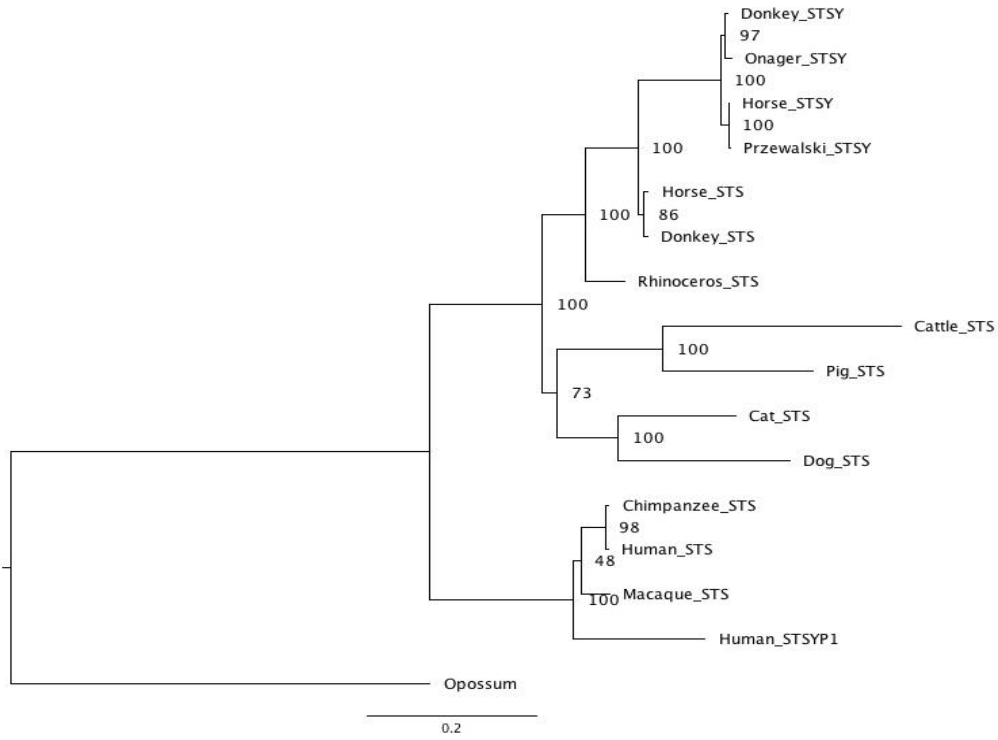 Donkey_STSY
97
Onager_STSY
100
Horse_STSY
100
Przewalski_STSY
100
Horse_STS
100 86
Donkey_STS
Rhinoceros_STS
100
Cattle_STS
100
Pig_STS
73
Cat_STS
100
Dog_STS
Chimpanzee_STS
98
Human_STS
48
100 Macaque_STS
Human_STSYP1
Opossum
0.2